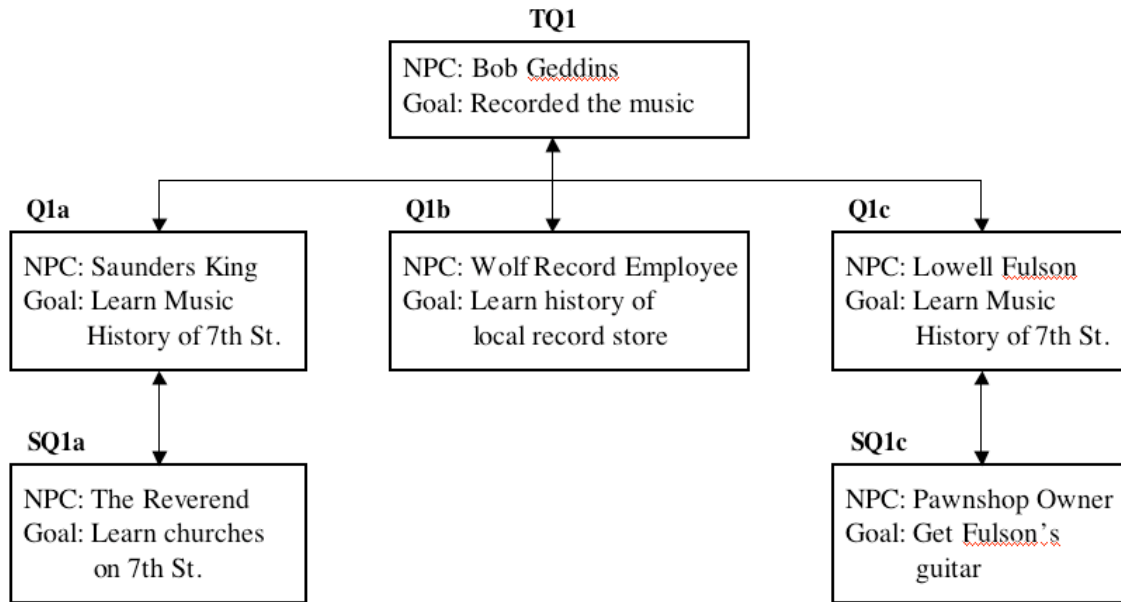 TQ1
NPC: Bob Geddins
Goal: Recorded the music
Q1a
NPC: Saunders King
Goal: Learn Music
History of 7th St.
Q1b
NPC: Wolf Record Employee
Goal: Learn history of
local record store
Q1c
NPC: Lowell Fulson
Goal: Learn Music
History of 7th St.
SQ1a
NPC: The Reverend
Goal: Learn churches
on 7th St.
SQ1c
NPC: Pawnshop Owner
Goal: Get Fulson’s
guitar